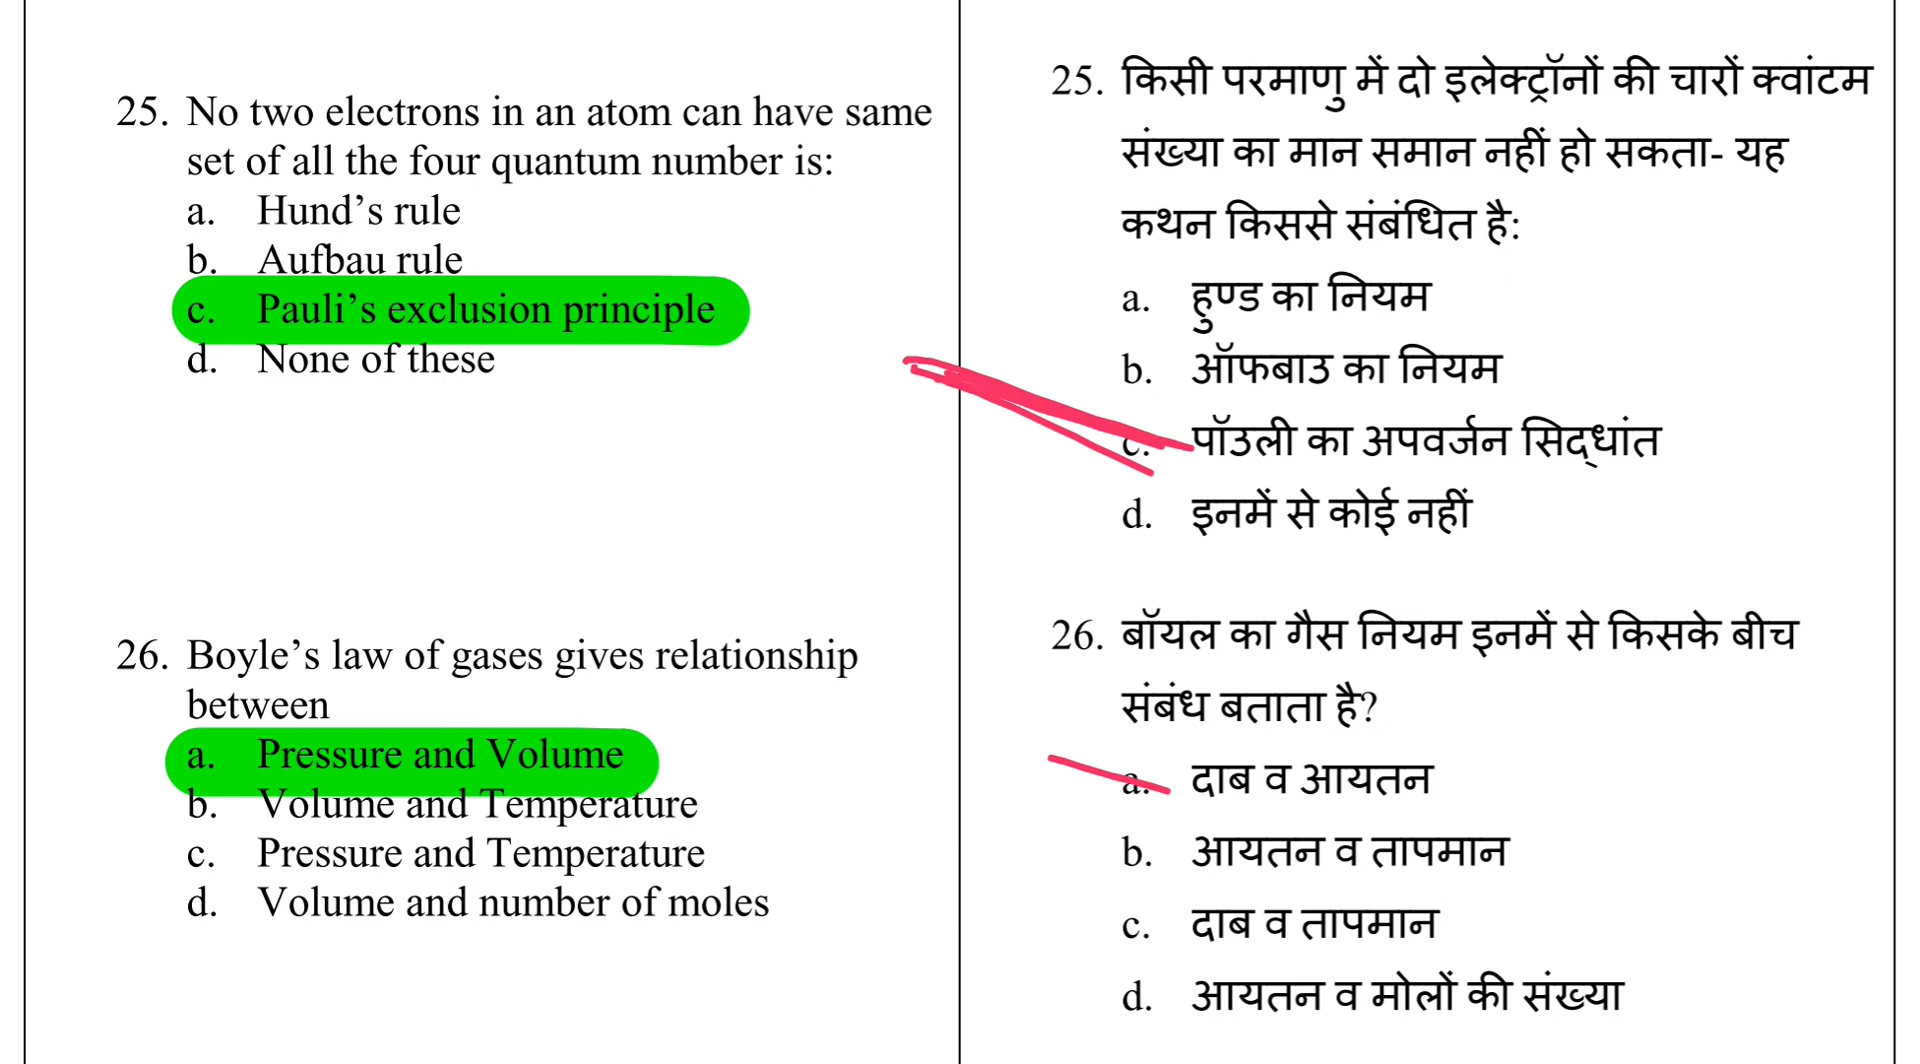 25. No two electrons in an atom can have same
set of all the four quantum number is:
a. Hund’s rule
b. Aufbau rule
c. Pauli’s exclusion principle
d. None of these
26. Boyle’s law of gases gives relationship
between
a. Pressure and Volume
b. Volume and Temperature
c. Pressure and Temperature
d. Volume and number of moles
25. किसी परमाणु में दो इलेक्ट्रॉनों की चारों क्वांटम
संख्या का मान समान नहीं हो सकता- यह
कथन किससे संबंधित है:
a. हुण्ड का नियम
b. ऑफबाउ का नियम
c. पॉउली का अपवर्जन सिद्धांत
d. इनमें से कोई नहीं
26. बॉयल का गैस नियम इनमें से किसके बीच
संबंध बताता है?
a. दाब व आयतन
b. आयतन व तापमान
c. दाब व तापमान
d. आयतन व मोलों की संख्या